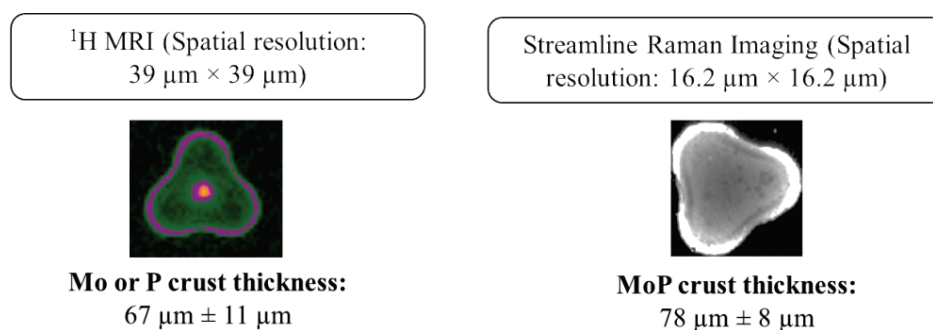 ¹H MRI (Spatial resolution:
39 μm × 39 μm)
Mo or P crust thickness:
67 μm ± 11 μm
Streamline Raman Imaging (Spatial
resolution: 16.2 μm × 16.2 μm)
MoP crust thickness:
78 μm ± 8 μm